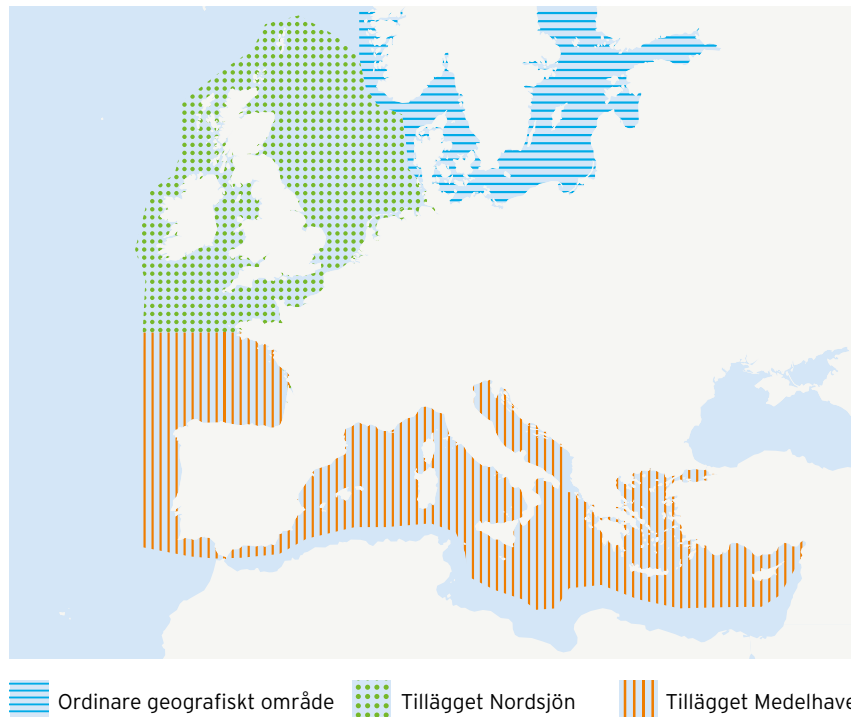 Ordinare geografiskt område
Tillägget Nordsjön
Tillägget Medelhave